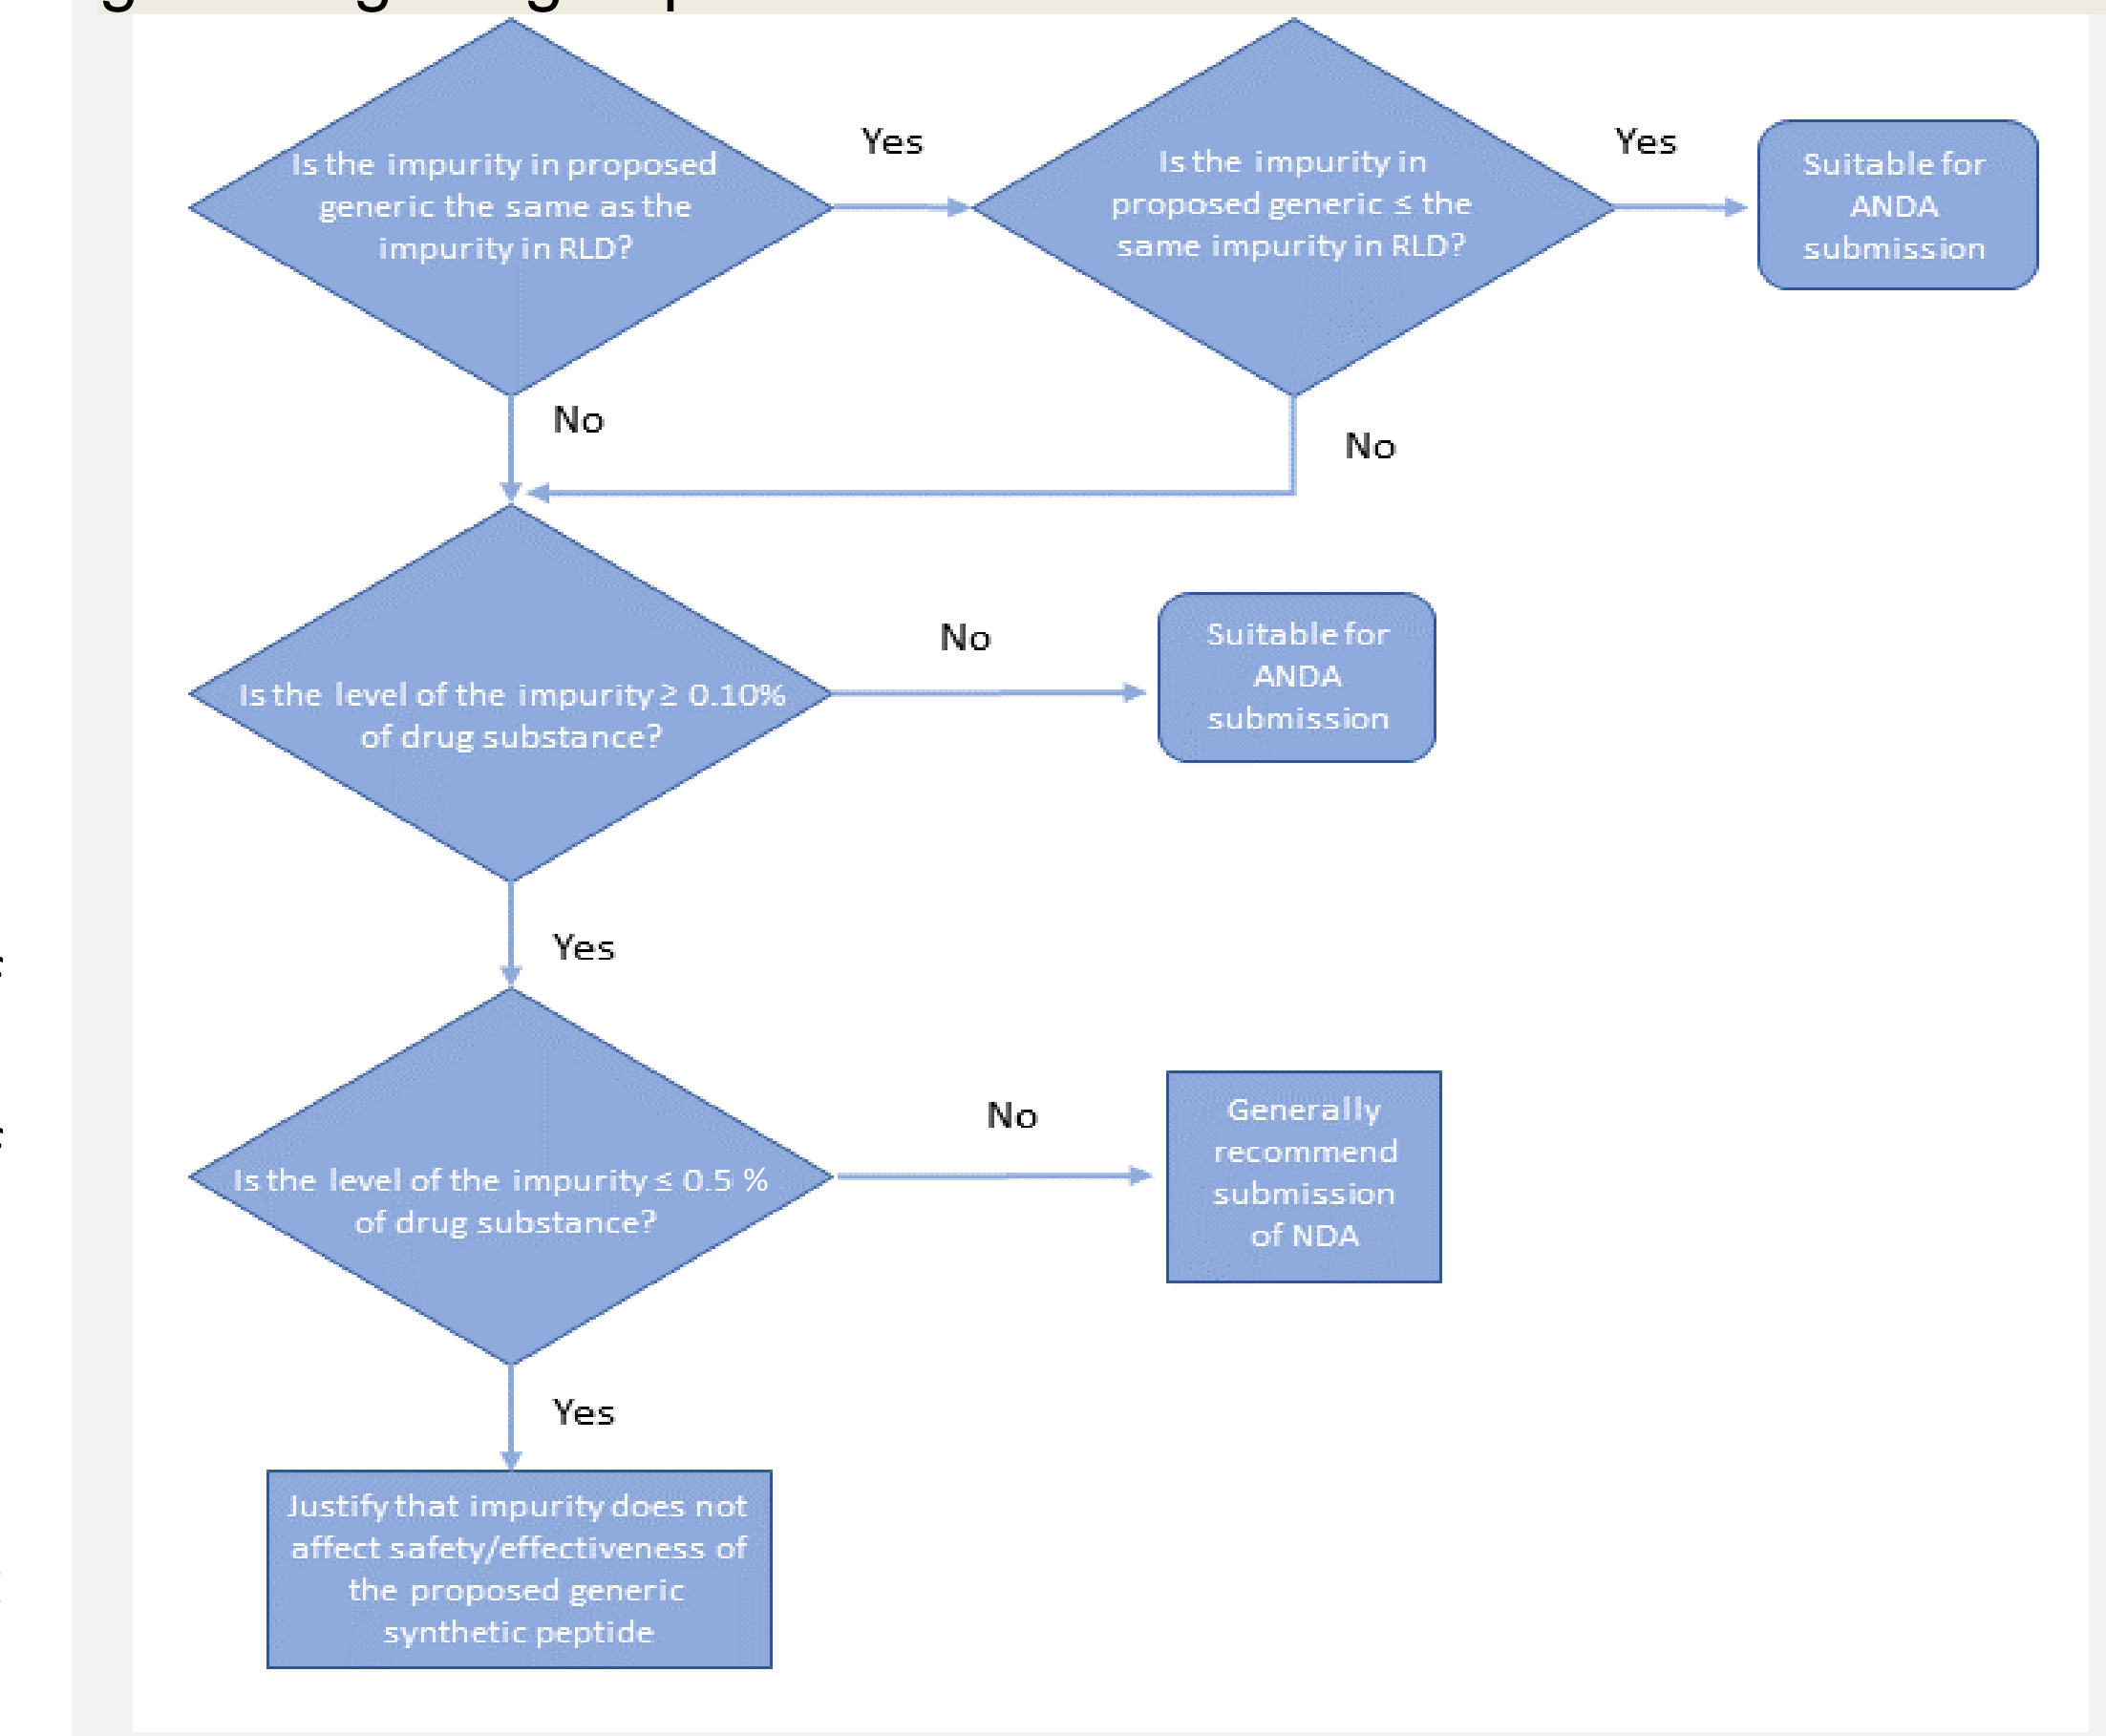 Is the impurity in proposed
generic the same as the
impurity in RLD?
Yes
Is the impurity in
proposed generic ≤ the
same impurity in RLD?
Yes
Suitable for
ANDA
submission
No
No
Is the level of the impurity ≥ 0.10%
of drug substance?
No
Suitable for
ANDA
submission
Yes
Is the level of the impurity ≤ 0.5 %
of drug substance?
No
Generally
recommend
submission
of NDA
Yes
Justify that impurity does not
affect safety/effectiveness of
the proposed generic
synthetic peptide